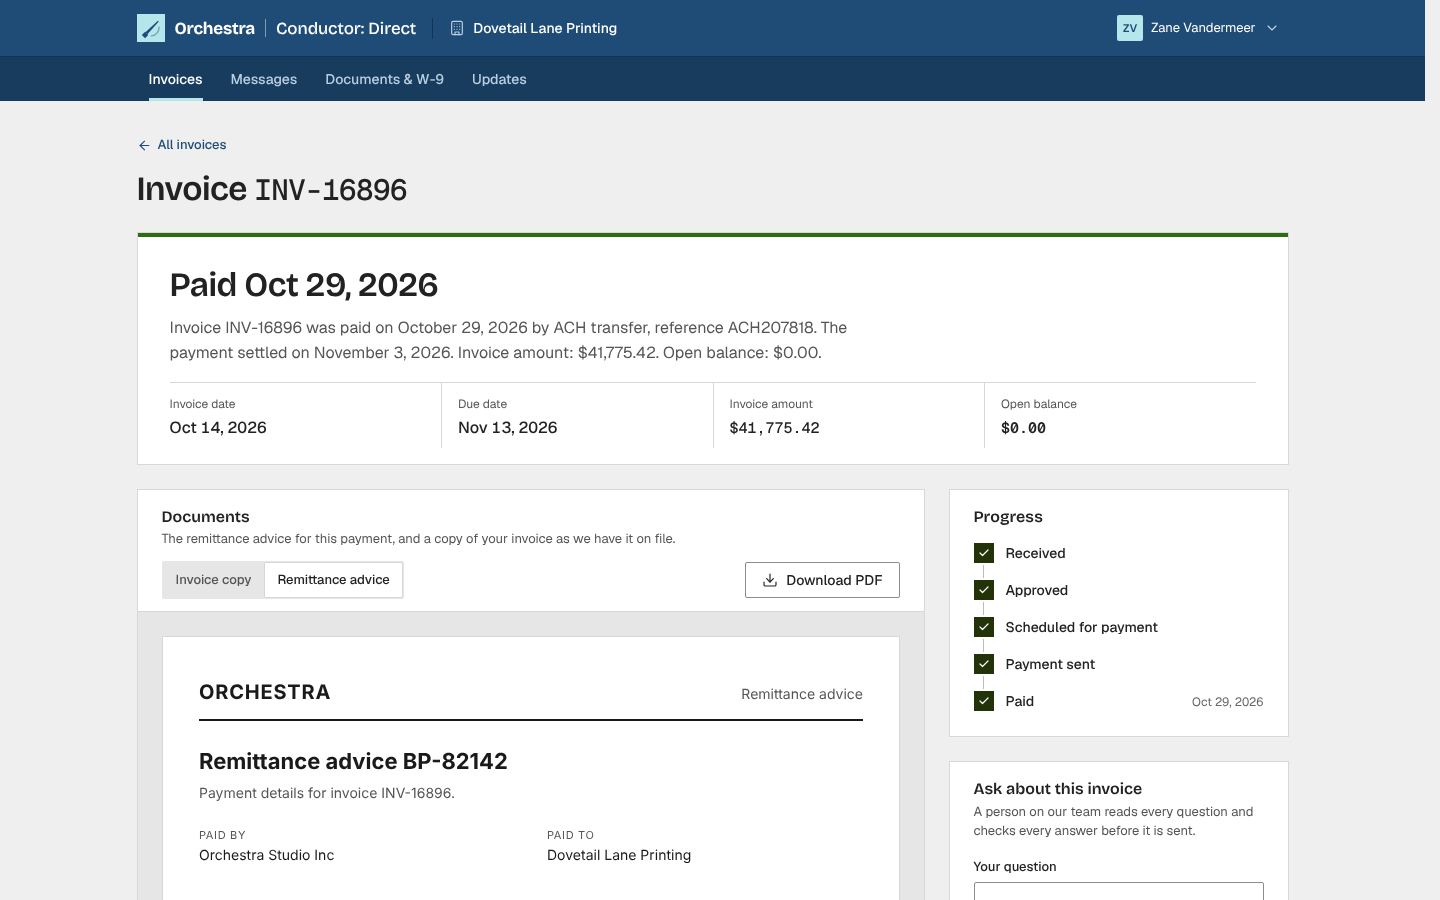 Orchestra
Conductor: Direct
Dovetail Lane Printing
ZV
Zane Vandermeer
Invoices
Messages
Documents & W-9
Updates
All invoices
Invoice INV-16896
Paid Oct 29, 2026
Invoice INV-16896 was paid on October 29, 2026 by ACH transfer, reference ACH207818. The
payment settled on November 3, 2026. Invoice amount: $41,775.42. Open balance: $0.00.
Invoice date
Oct 14, 2026
Due date
Nov 13, 2026
Invoice amount
$41,775.42
Open balance
$0.00
Documents
The remittance advice for this payment, and a copy of your invoice as we have it on file.
Invoice copy
Remittance advice
Download PDF
ORCHESTRA
Remittance advice
Remittance advice BP-82142
Payment details for invoice INV-16896.
PAID BY
Orchestra Studio Inc
PAID TO
Dovetail Lane Printing
Progress
Received
Approved
Scheduled for payment
Payment sent
Paid
Oct 29, 2026
Ask about this invoice
A person on our team reads every question and
checks every answer before it is sent.
Your question